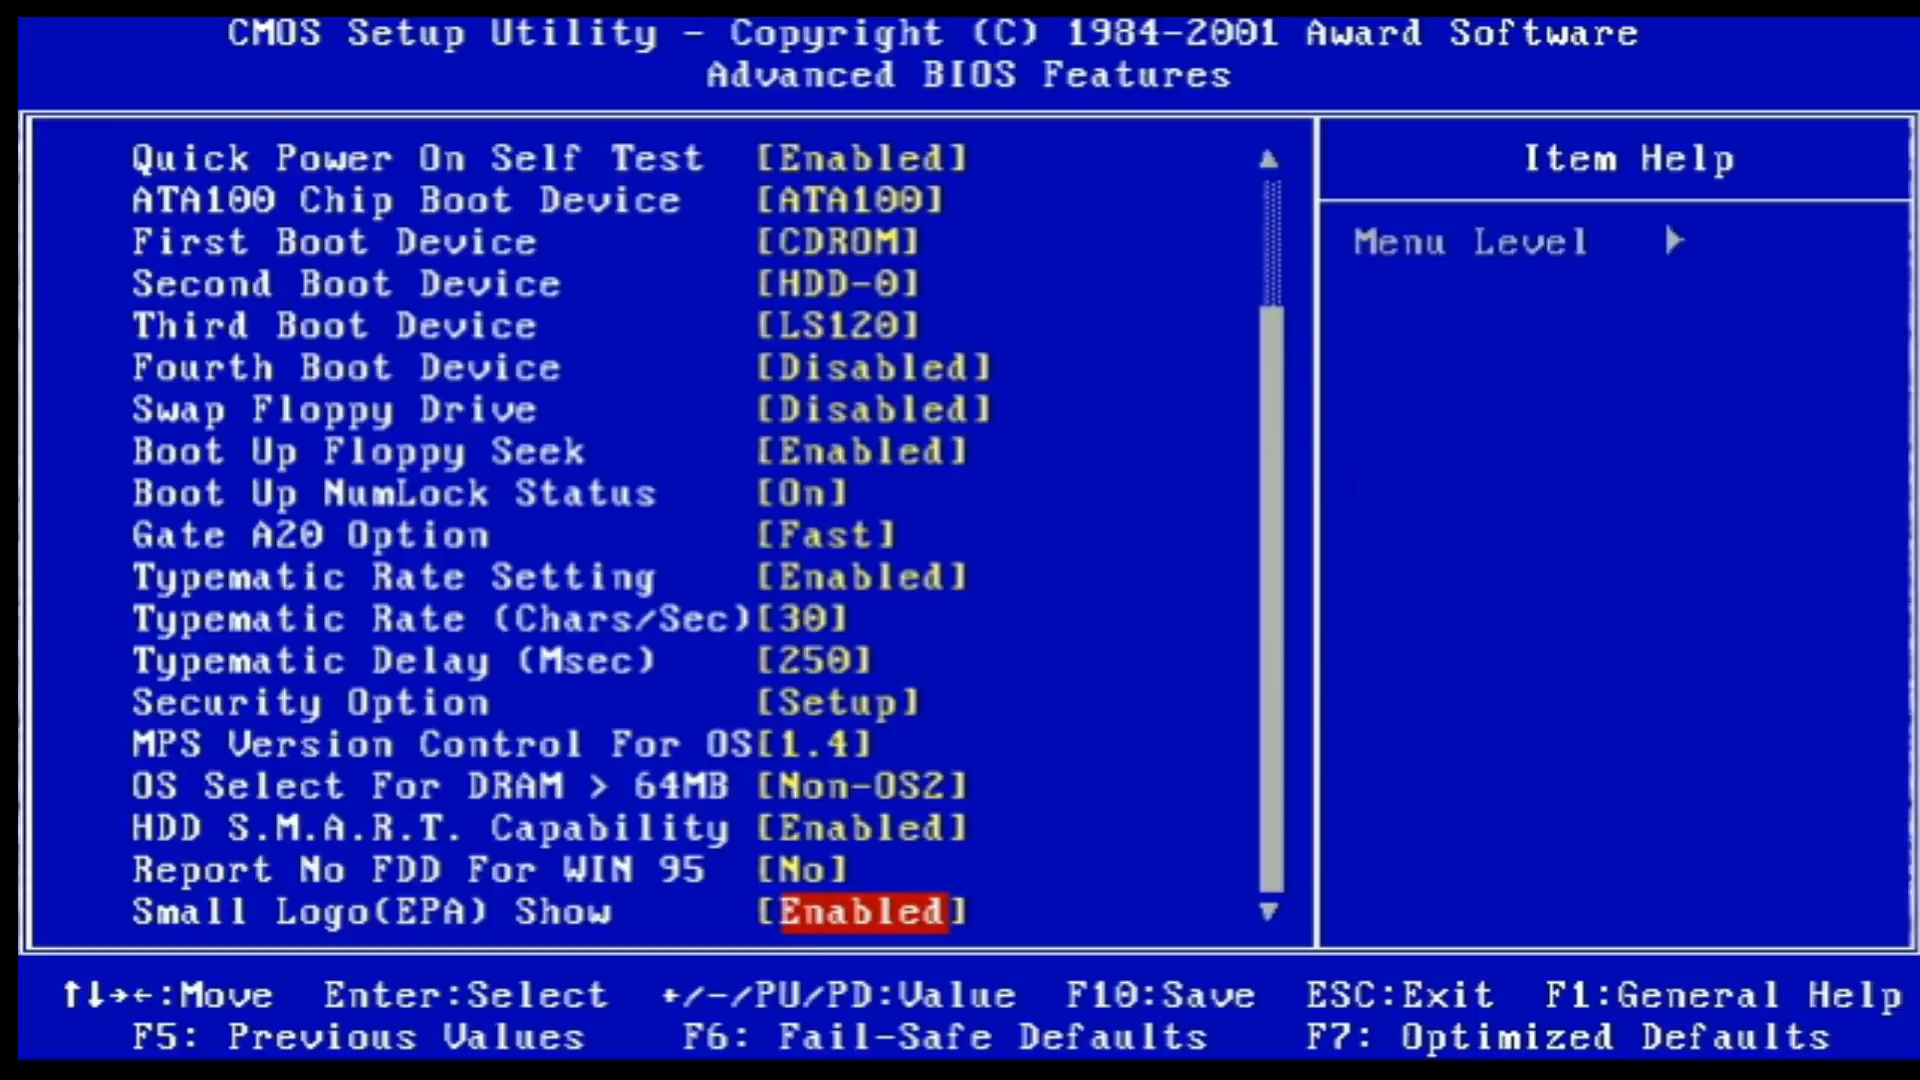 CMOS Setup Utility - Copyright (C) 1984-2001 Award Software
Advanced BIOS Features
Quick Power On Self Test [Enabled]
ATA100 Chip Boot Device [ATA100]
First Boot Device [CDROM]
Second Boot Device [HDD-0]
Third Boot Device [LS120]
Fourth Boot Device [Disabled]
Swap Floppy Drive [Disabled]
Boot Up Floppy Seek [Enabled]
Boot Up NumLock Status [On]
Gate A20 Option [Fast]
Typematic Rate Setting [Enabled]
Typematic Rate (Chars/Sec)[30]
Typematic Delay (Msec) [250]
Security Option [Setup]
MPS Version Control For OS[1.4]
OS Select For DRAM > 64MB [Non-OS2]
HDD S.M.A.R.T. Capability [Enabled]
Report No FDD For WIN 95 [No]
Small Logo(EPA) Show [Enabled]
Item Help
Menu Level ►
↑↓→←:Move Enter:Select +/-/PU/PD:Value F10:Save ESC:Exit F1:General Help
F5: Previous Values F6: Fail-Safe Defaults F7: Optimized Defaults